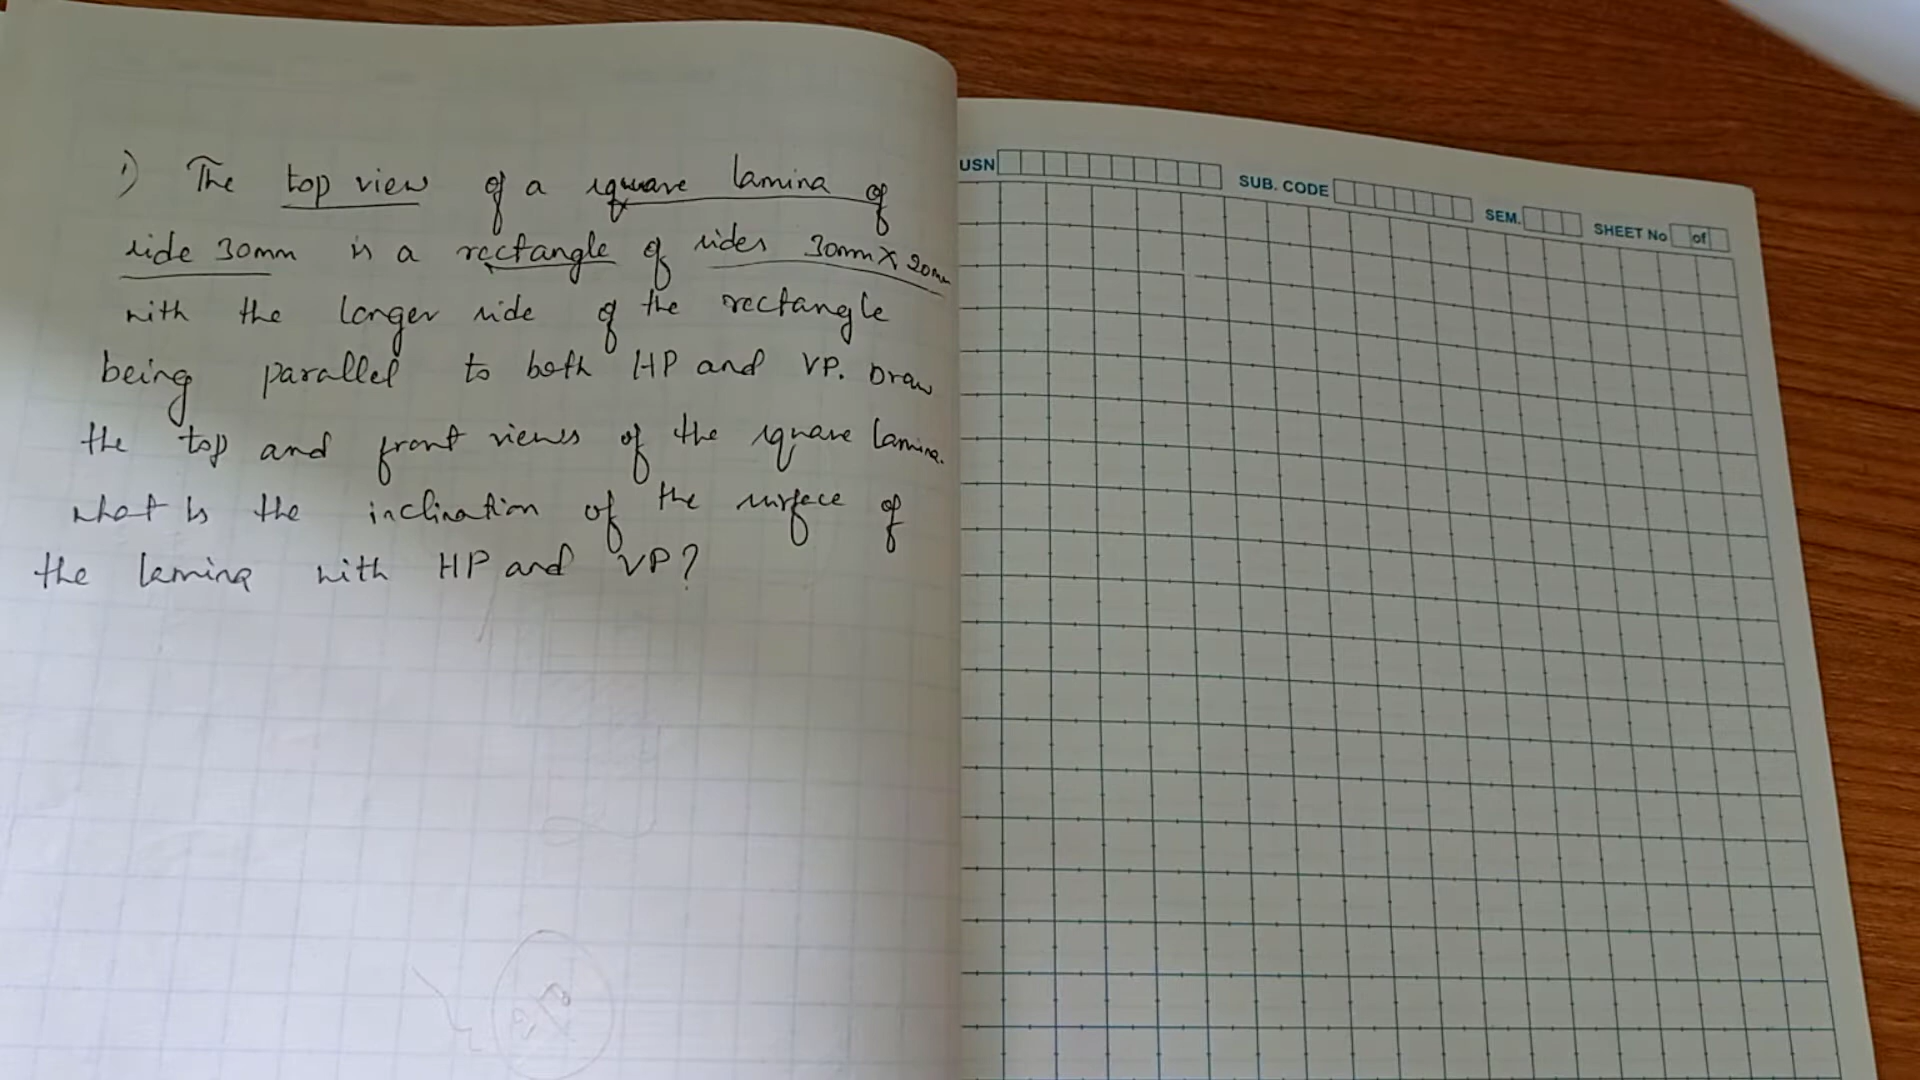 1) The top view of a square lamina of
side 30mm is a rectangle of sides 30mm X 20mm
with the longer side of the rectangle
being parallel to both HP and VP. Draw
the top and front views of the square lamina.
what is the inclination of the surface of
the lamina with HP and VP?
USN SUB. CODE SEM. SHEET No of